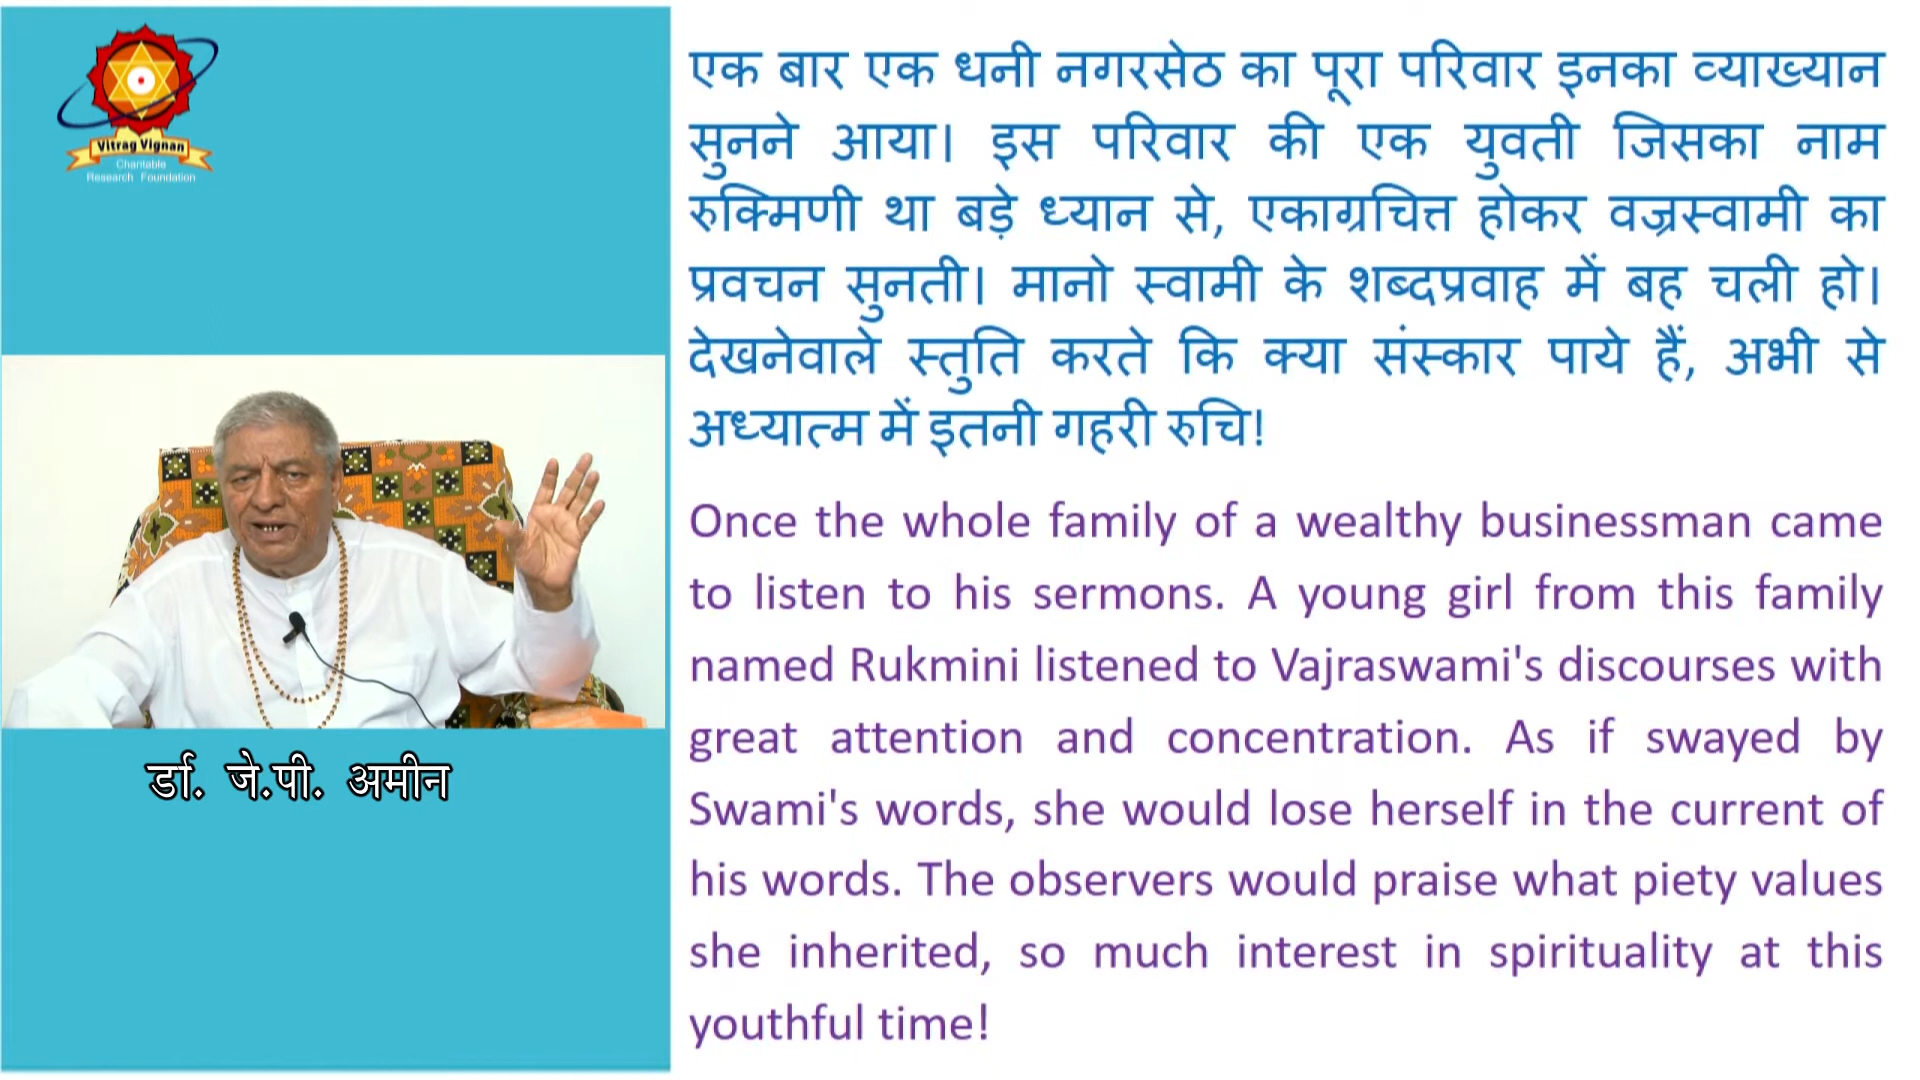 Vitrag Vignan
Charitable
Research Foundation
डॉ. जे.पी. अमीन
एक बार एक धनी नगरसेठ का पूरा परिवार इनका व्याख्यान
सुनने आया। इस परिवार की एक युवती जिसका नाम
रुक्मिणी था बड़े ध्यान से, एकाग्रचित्त होकर वज्रस्वामी का
प्रवचन सुनती। मानो स्वामी के शब्दप्रवाह में बह चली हो।
देखनेवाले स्तुति करते कि क्या संस्कार पाये हैं, अभी से
अध्यात्म में इतनी गहरी रुचि!
Once the whole family of a wealthy businessman came
to listen to his sermons. A young girl from this family
named Rukmini listened to Vajraswami's discourses with
great attention and concentration. As if swayed by
Swami's words, she would lose herself in the current of
his words. The observers would praise what piety values
she inherited, so much interest in spirituality at this
youthful time!